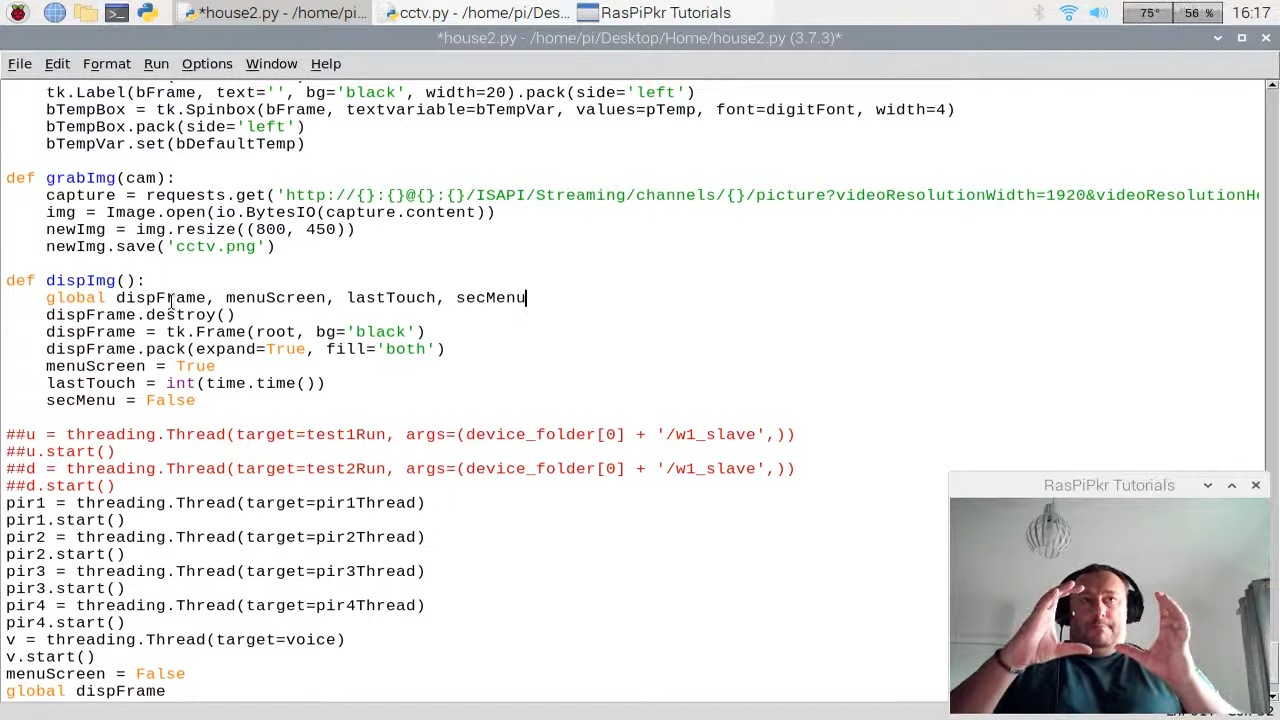 *house2.py - /home/pi... cctv.py - /home/pi/Des... RasPiPkr Tutorials 75° 56 % 16:17
*house2.py - /home/pi/Desktop/Home/house2.py (3.7.3)*
File Edit Format Run Options Window Help
tk.Label(bFrame, text='', bg='black', width=20).pack(side='left')
bTempBox = tk.Spinbox(bFrame, textvariable=bTempVar, values=pTemp, font=digitFont, width=4)
bTempBox.pack(side='left')
bTempVar.set(bDefaultTemp)
def grabImg(cam):
capture = requests.get('http://{}:{}@{}:{}/ISAPI/Streaming/channels/{}/picture?videoResolutionWidth=1920&videoResolutionHe
img = Image.open(io.BytesIO(capture.content))
newImg = img.resize((800, 450))
newImg.save('cctv.png')
def dispImg():
global dispFrame, menuScreen, lastTouch, secMenu
dispFrame.destroy()
dispFrame = tk.Frame(root, bg='black')
dispFrame.pack(expand=True, fill='both')
menuScreen = True
lastTouch = int(time.time())
secMenu = False
##u = threading.Thread(target=test1Run, args=(device_folder[0] + '/w1_slave',))
##u.start()
##d = threading.Thread(target=test2Run, args=(device_folder[0] + '/w1_slave',))
##d.start()
pir1 = threading.Thread(target=pir1Thread)
pir1.start()
pir2 = threading.Thread(target=pir2Thread)
pir2.start()
pir3 = threading.Thread(target=pir3Thread)
pir3.start()
pir4 = threading.Thread(target=pir4Thread)
pir4.start()
v = threading.Thread(target=voice)
v.start()
menuScreen = False
global dispFrame
RasPiPkr Tutorials